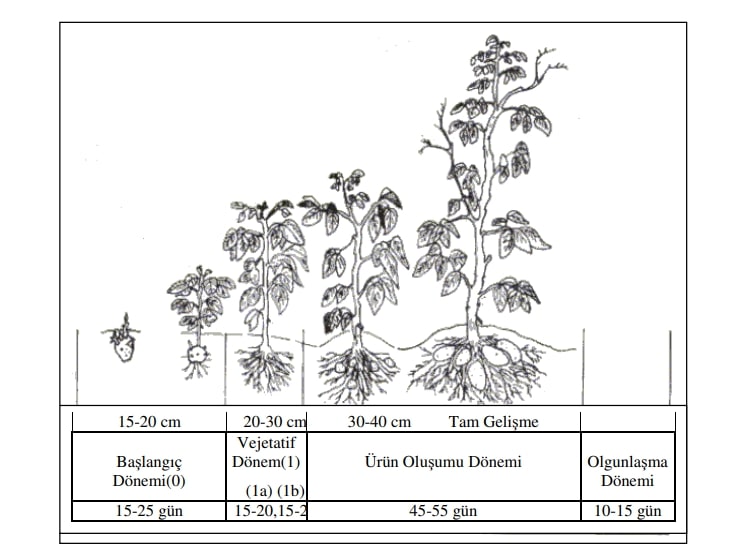 15-20 cm 20-30 cm 30-40 cm Tam Gelişme
Başlangıç
Dönemi(0)
Vejetatif
Dönem(1)
(1a) (1b)
Ürün Oluşumu Dönemi
Olgunlaşma
Dönemi
15-25 gün 15-20,15-2 45-55 gün 10-15 gün